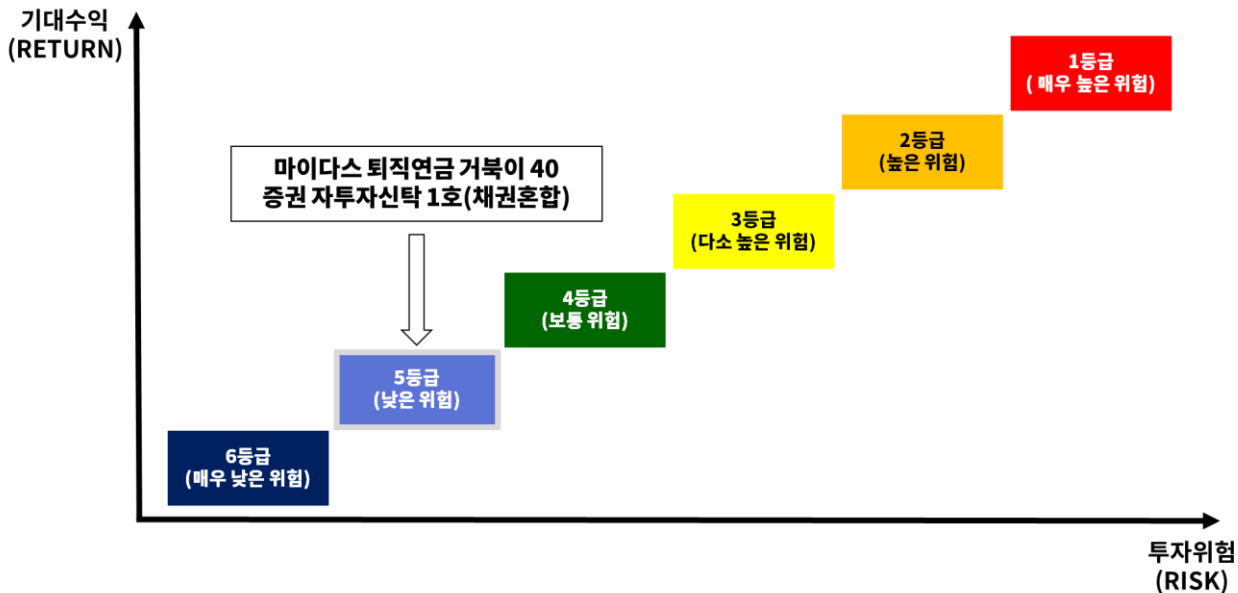 기대수익
(RETURN)
1등급
( 매우 높은 위험)
2등급
(높은 위험)
마이다스 퇴직연금 거북이 40
증권 자투자신탁 1호(채권혼합)
3등급
(다소 높은 위험)
4등급
(보통 위험)
5등급
(낮은 위험)
6등급
(매우 낮은 위험)
투자위험
(RISK)